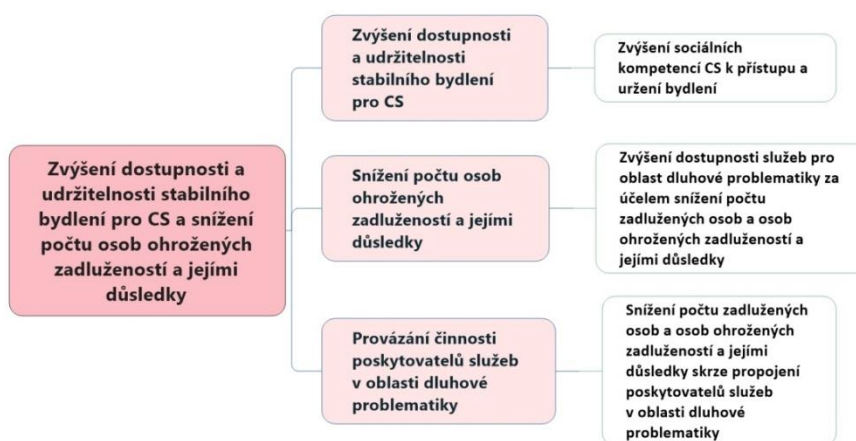 Zvýšení dostupnosti a
udržitelnosti stabilního
bydlení pro CS a snížení
počtu osob ohrožených
zadlužeností a jejími
důsledky
Zvýšení dostupnosti
a udržitelnosti
stabilního bydlení
pro CS
Zvýšení sociálních
kompetencí CS k přístupu a
uržení bydlení
Snížení počtu osob
ohrožených
zadlužeností a jejími
důsledky
Zvýšení dostupnosti služeb pro
oblast dluhové problematiky za
účelem snížení počtu
zadlužených osob a osob
ohrožených zadlužeností a
jejími důsledky
Provázání činnosti
poskytovatelů služeb
v oblasti dluhové
problematiky
Snížení počtu zadlužených
osob a osob ohrožených
zadlužeností a jejími
důsledky skrze propojení
poskytovatelů služeb
v oblasti dluhové
problematiky